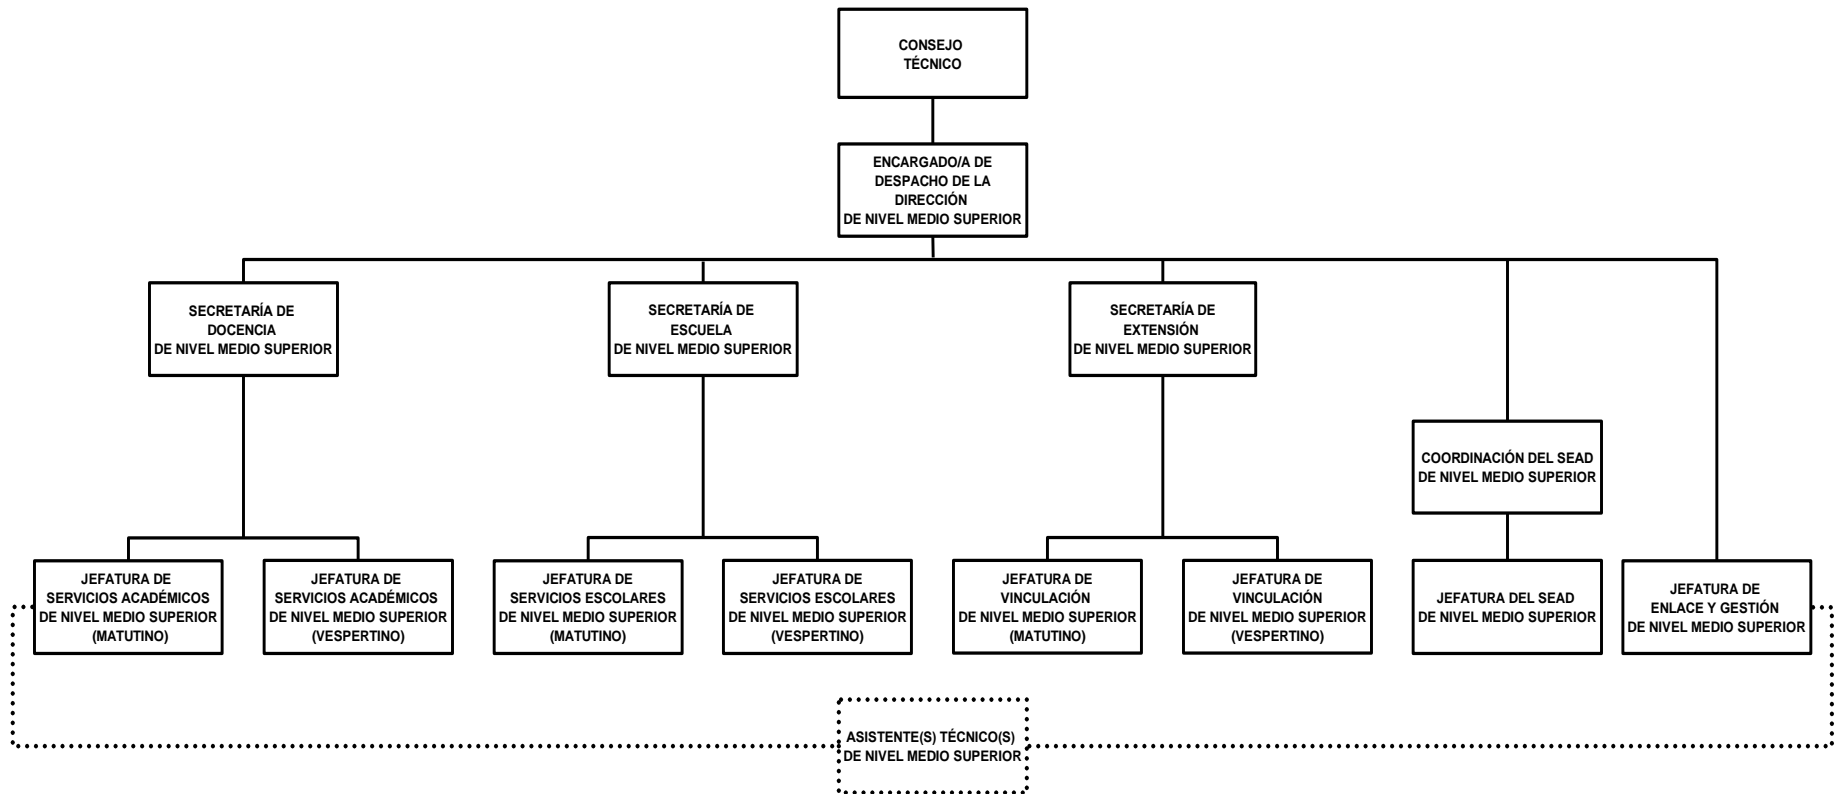 CONSEJO
TÉCNICO
ENCARGADO/A DE
DESPACHO DE LA
DIRECCIÓN
DE NIVEL MEDIO SUPERIOR
SECRETARÍA DE
DOCENCIA
DE NIVEL MEDIO SUPERIOR
SECRETARÍA DE
ESCUELA
DE NIVEL MEDIO SUPERIOR
SECRETARÍA DE
EXTENSIÓN
DE NIVEL MEDIO SUPERIOR
COORDINACIÓN DEL SEAD
DE NIVEL MEDIO SUPERIOR
JEFATURA DE
SERVICIOS ACADÉMICOS
DE NIVEL MEDIO SUPERIOR
(MATUTINO)
JEFATURA DE
SERVICIOS ACADÉMICOS
DE NIVEL MEDIO SUPERIOR
(VESPERTINO)
JEFATURA DE
SERVICIOS ESCOLARES
DE NIVEL MEDIO SUPERIOR
(MATUTINO)
JEFATURA DE
SERVICIOS ESCOLARES
DE NIVEL MEDIO SUPERIOR
(VESPERTINO)
JEFATURA DE
VINCULACIÓN
DE NIVEL MEDIO SUPERIOR
(MATUTINO)
JEFATURA DE
VINCULACIÓN
DE NIVEL MEDIO SUPERIOR
(VESPERTINO)
JEFATURA DEL SEAD
DE NIVEL MEDIO SUPERIOR
JEFATURA DE
ENLACE Y GESTIÓN
DE NIVEL MEDIO SUPERIOR
ASISTENTE(S) TÉCNICO(S)
DE NIVEL MEDIO SUPERIOR